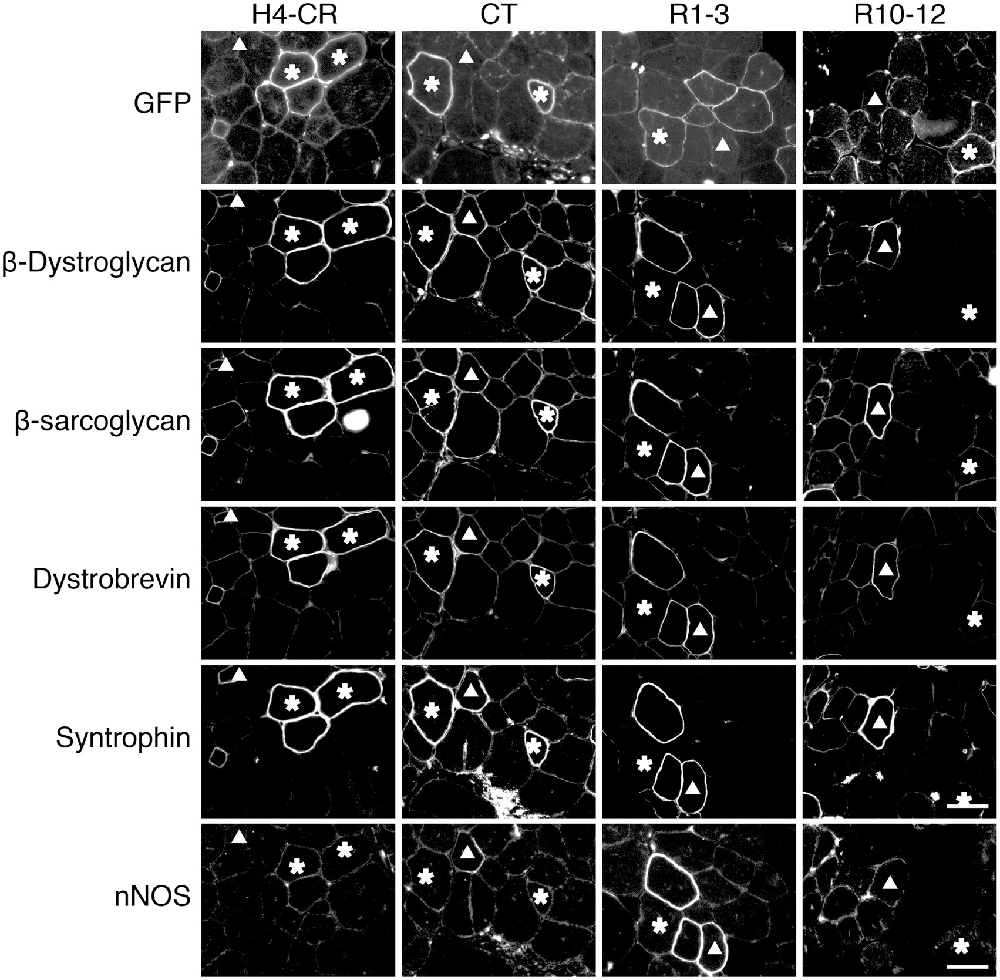 H4-CR CT R1-3 R10-12
GFP
β-Dystroglycan
β-sarcoglycan
Dystrobrevin
Syntrophin
nNOS